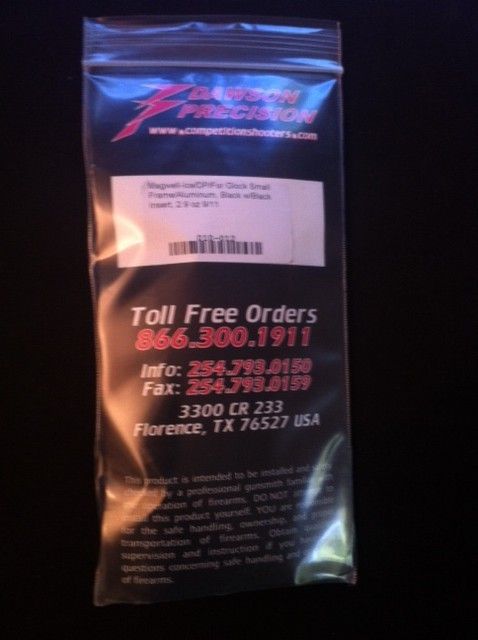 DAWSON
PRECISION
www.competitionshooters.com
Magwell-Ice/DP/For Glock Small
Frame/Aluminum, Black w/Black
Insert, 2.9 oz 9/11
Toll Free Orders
866.300.1911
Info: 254.793.0150
Fax: 254.793.0159
3300 CR 233
Florence, TX 76527 USA
This product is intended to be installed and
by a professional gunsmith familiar
the operation of firearms. DO NOT
this product yourself. YOU are
for the safe handling, ownership, and
transportation of firearms. Obtain
supervision and instruction if you have
questions concerning safe handling and
of firearms.